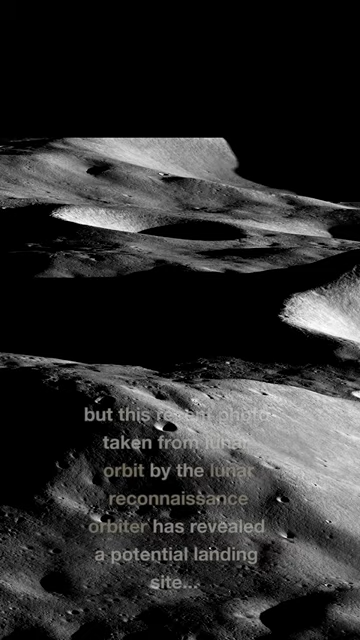 but this recent photo
taken from lunar
orbit by the lunar
reconnaissance
orbiter has revealed
a potential landing
site...